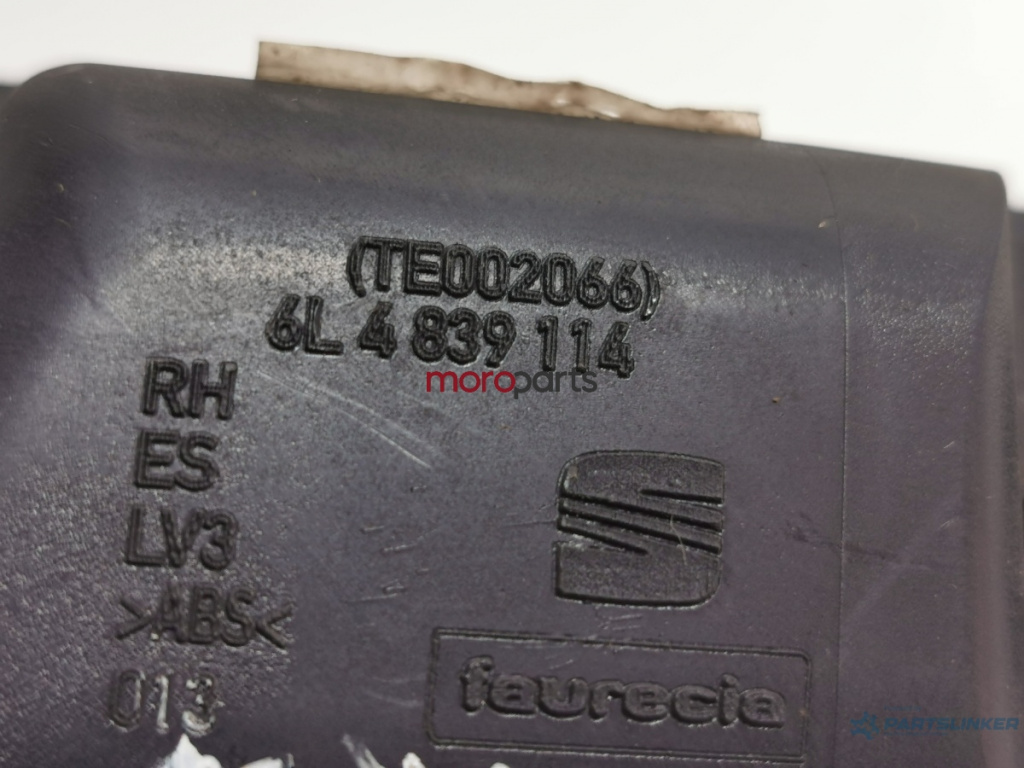 (TE002066)
6L 4 839 114
moroparts
RH
ES
LV3
>ABS<
013
faurecia
PARTSLINKER